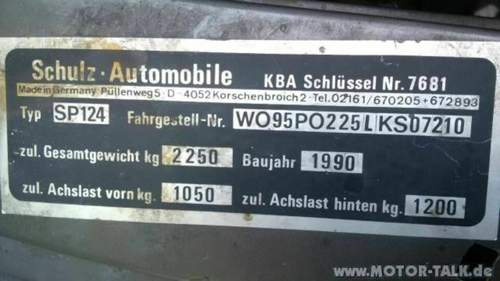 Schulz · Automobile KBA Schlüssel Nr. 7681
Made in Germany Püllenweg 5 · D - 4052 Korschenbroich 2 - Tel. 02161/670205 + 672893
Typ SP124 Fahrgestell-Nr. WO95PO225L KS07210
zul. Gesamtgewicht kg 2250 Baujahr 1990
zul. Achslast vorn kg. 1050 zul. Achslast hinten kg. 1200
www.MOTOR-TALK.de